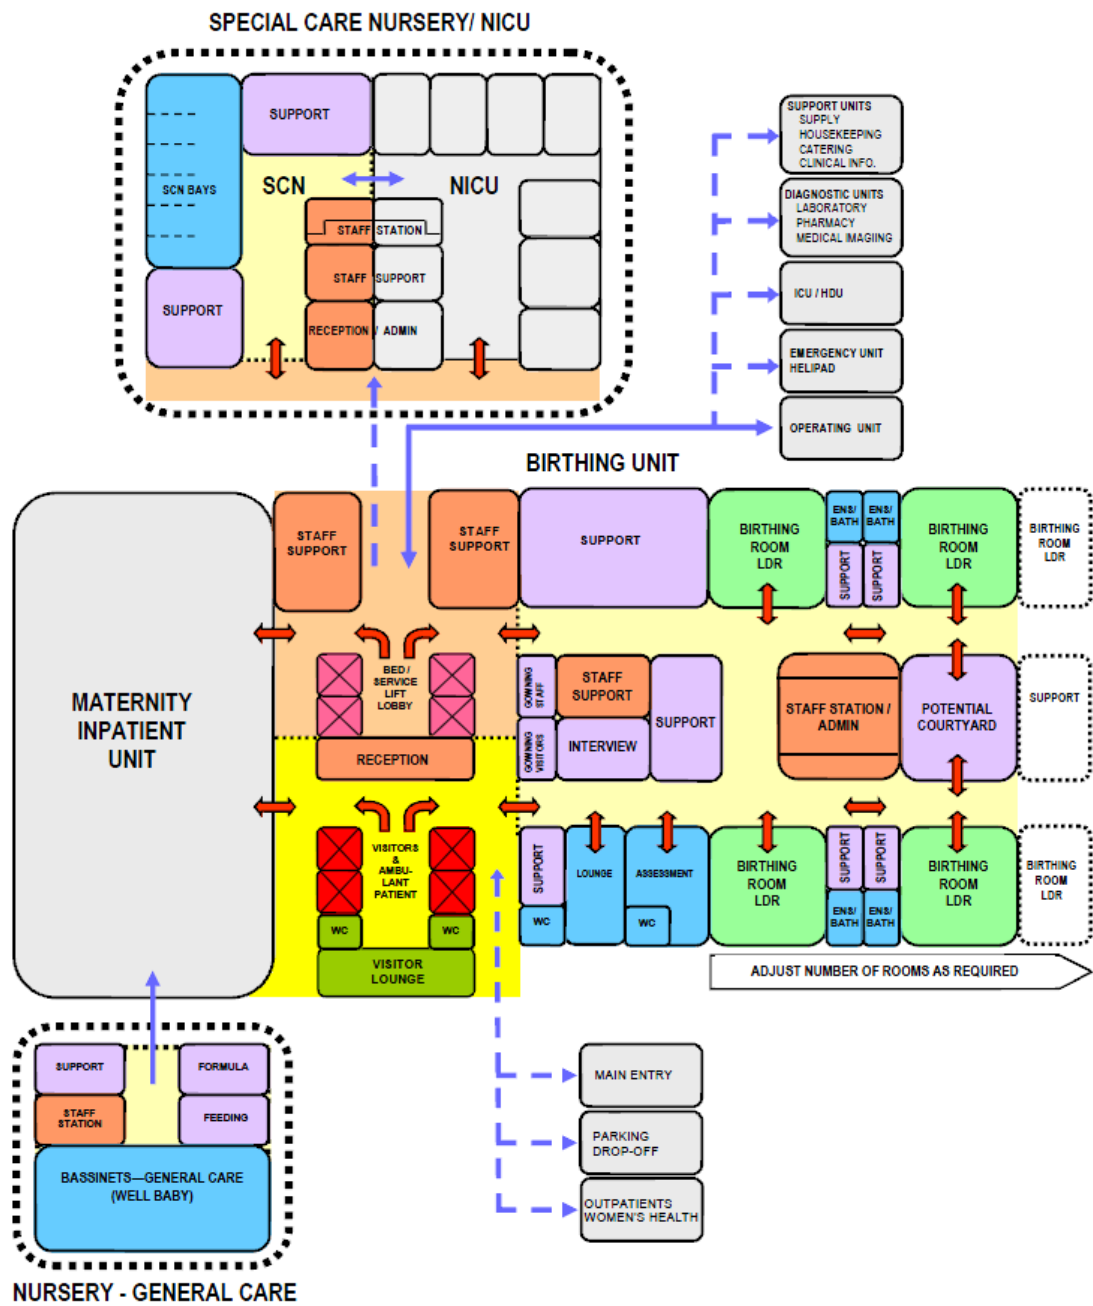 SPECIAL CARE NURSERY/ NICU
SUPPORT
SCN BAYS
SCN
NICU
STAFF STATION
STAFF SUPPORT
SUPPORT
RECEPTION / ADMIN
SUPPORT UNITS
SUPPLY
HOUSEKEEPING
CATERING
CLINICAL INFO.
DIAGNOSTIC UNITS
LABORATORY
PHARMACY
MEDICAL IMAGIING
ICU / HDU
EMERGENCY UNIT
HELIPAD
OPERATING UNIT
BIRTHING UNIT
STAFF
SUPPORT
STAFF
SUPPORT
SUPPORT
BIRTHING
ROOM
LDR
ENS/
BATH
ENS/
BATH
SUPPORT
SUPPORT
BIRTHING
ROOM
LDR
BIRTHING
ROOM
LDR
MATERNITY
INPATIENT
UNIT
BED /
SERVICE
LIFT
LOBBY
RECEPTION
GOWNING
STAFF
STAFF
SUPPORT
GOWNING
VISITORS
INTERVIEW
SUPPORT
STAFF STATION /
ADMIN
POTENTIAL
COURTYARD
SUPPORT
VISITORS
&
AMBU-
LANT
PATIENT
WC
WC
VISITOR
LOUNGE
SUPPORT
WC
LOUNGE
ASSESSMENT
WC
BIRTHING
ROOM
LDR
SUPPORT
SUPPORT
ENS/
BATH
ENS/
BATH
BIRTHING
ROOM
LDR
BIRTHING
ROOM
LDR
ADJUST NUMBER OF ROOMS AS REQUIRED
SUPPORT
FORMULA
STAFF
STATION
FEEDING
BASSINETS—GENERAL CARE
(WELL BABY)
NURSERY - GENERAL CARE
MAIN ENTRY
PARKING
DROP-OFF
OUTPATIENTS
WOMEN'S HEALTH